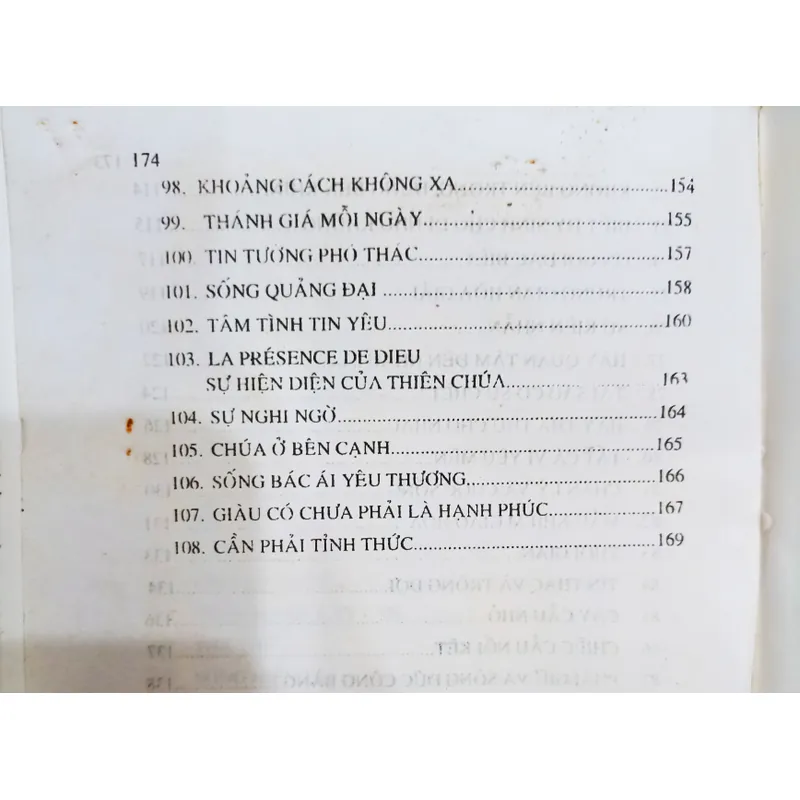 174
98. KHOẢNG CÁCH KHÔNG XA....................................154
99. THÁNH GIÁ MỖI NGÀY........................................155
100. TIN TƯỞNG PHÓ THÁC........................................157
101. SỐNG QUẢNG ĐẠI .............................................158
102. TÂM TÌNH TIN YÊU.............................................160
103. LA PRÉSENCE DE DIEU
SỰ HIỆN DIỆN CỦA THIÊN CHÚA......................163
104. SỰ NGHI NGỜ....................................................164
105. CHÚA Ở BÊN CẠNH...........................................165
106. SỐNG BÁC ÁI YÊU THƯƠNG..............................166
107. GIÀU CÓ CHƯA PHẢI LÀ HẠNH PHÚC................167
108. CẦN PHẢI TỈNH THỨC........................................169